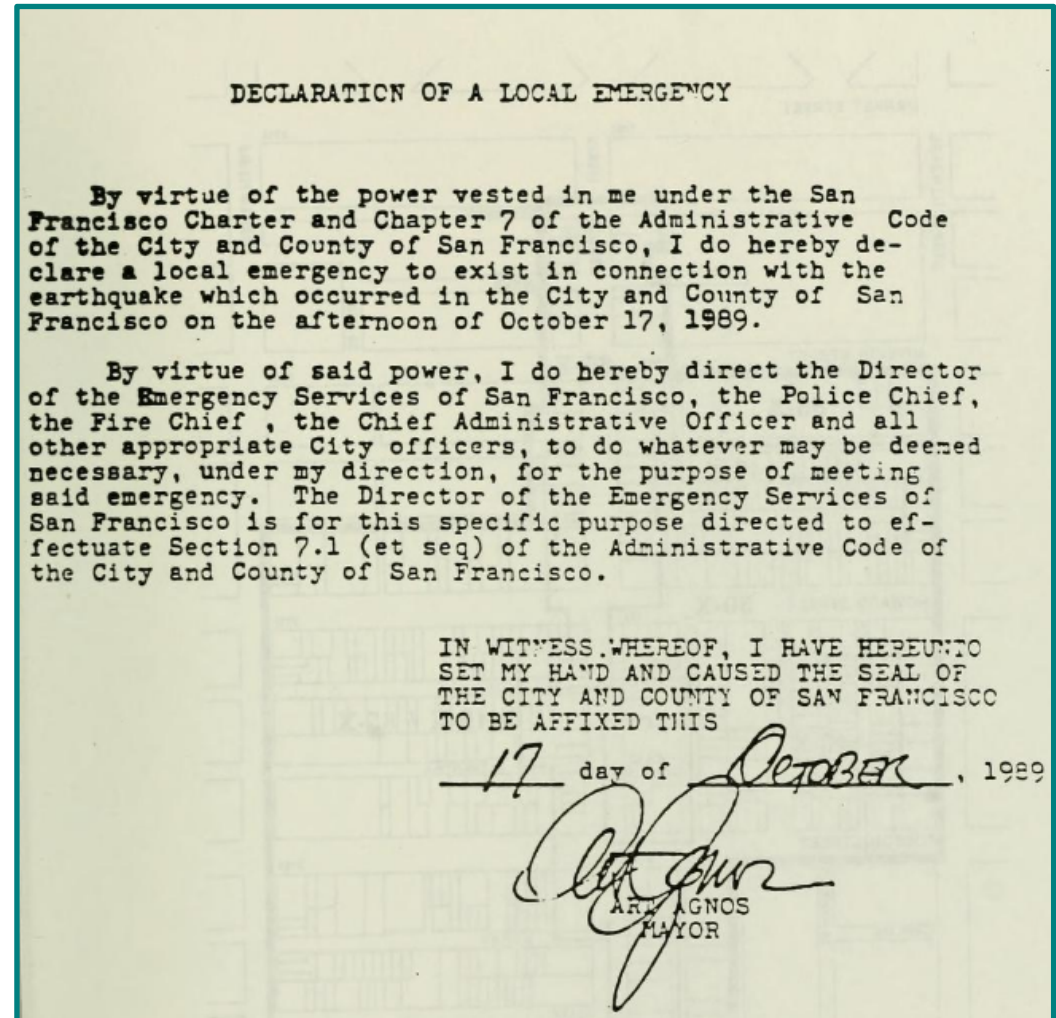 DECLARATION OF A LOCAL EMERGENCY
By virtue of the power vested in me under the San
Francisco Charter and Chapter 7 of the Administrative Code
of the City and County of San Francisco, I do hereby de-
clare a local emergency to exist in connection with the
earthquake which occurred in the City and County of San
Francisco on the afternoon of October 17, 1989.
By virtue of said power, I do hereby direct the Director
of the Emergency Services of San Francisco, the Police Chief,
the Fire Chief , the Chief Administrative Officer and all
other appropriate City officers, to do whatever may be deemed
necessary, under my direction, for the purpose of meeting
said emergency. The Director of the Emergency Services of
San Francisco is for this specific purpose directed to ef-
fectuate Section 7.1 (et seq) of the Administrative Code of
the City and County of San Francisco.
IN WITNESS.WHEREOF, I HAVE HEREUNTO
SET MY HAND AND CAUSED THE SEAL OF
THE CITY AND COUNTY OF SAN FRANCISCO
TO BE AFFIXED THIS
17 day of OCTOBER, 1989
Art Agnos
ART AGNOS
MAYOR